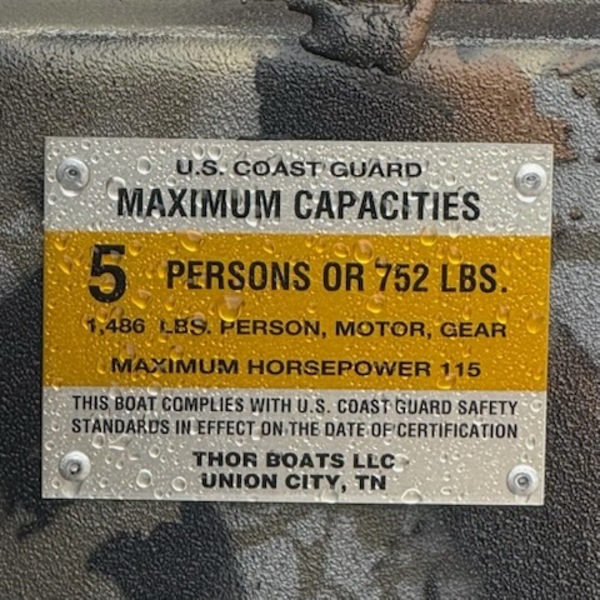 U.S. COAST GUARD
MAXIMUM CAPACITIES
5 PERSONS OR 752 LBS.
1,486 LBS. PERSON, MOTOR, GEAR
MAXIMUM HORSEPOWER 115
THIS BOAT COMPLIES WITH U.S. COAST GUARD SAFETY
STANDARDS IN EFFECT ON THE DATE OF CERTIFICATION
THOR BOATS LLC
UNION CITY, TN